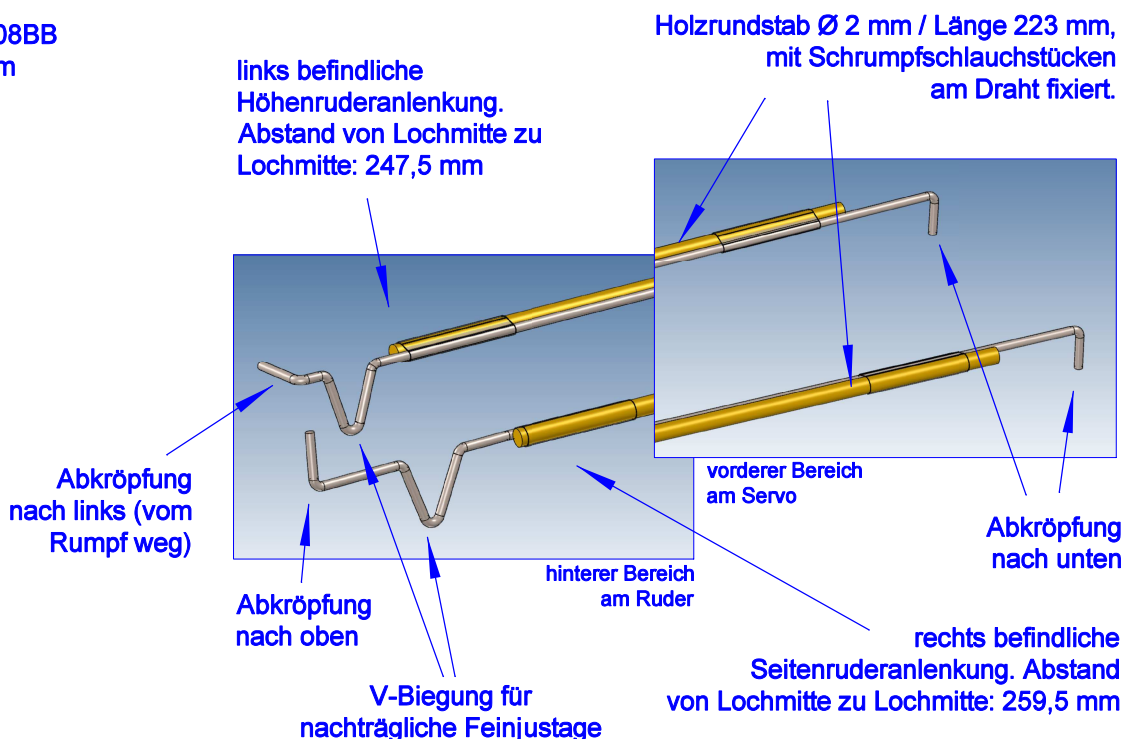 08BB
m
Holzrundstab Ø 2 mm / Länge 223 mm,
mit Schrumpfschlauchstücken
am Draht fixiert.
links befindliche
Höhenruderanlenkung.
Abstand von Lochmitte zu
Lochmitte: 247,5 mm
vorderer Bereich
am Servo
Abkröpfung
nach links (vom
Rumpf weg)
Abkröpfung
nach unten
hinterer Bereich
am Ruder
Abkröpfung
nach oben
rechts befindliche
Seitenruderanlenkung. Abstand
von Lochmitte zu Lochmitte: 259,5 mm
V-Biegung für
nachträgliche Feinjustage